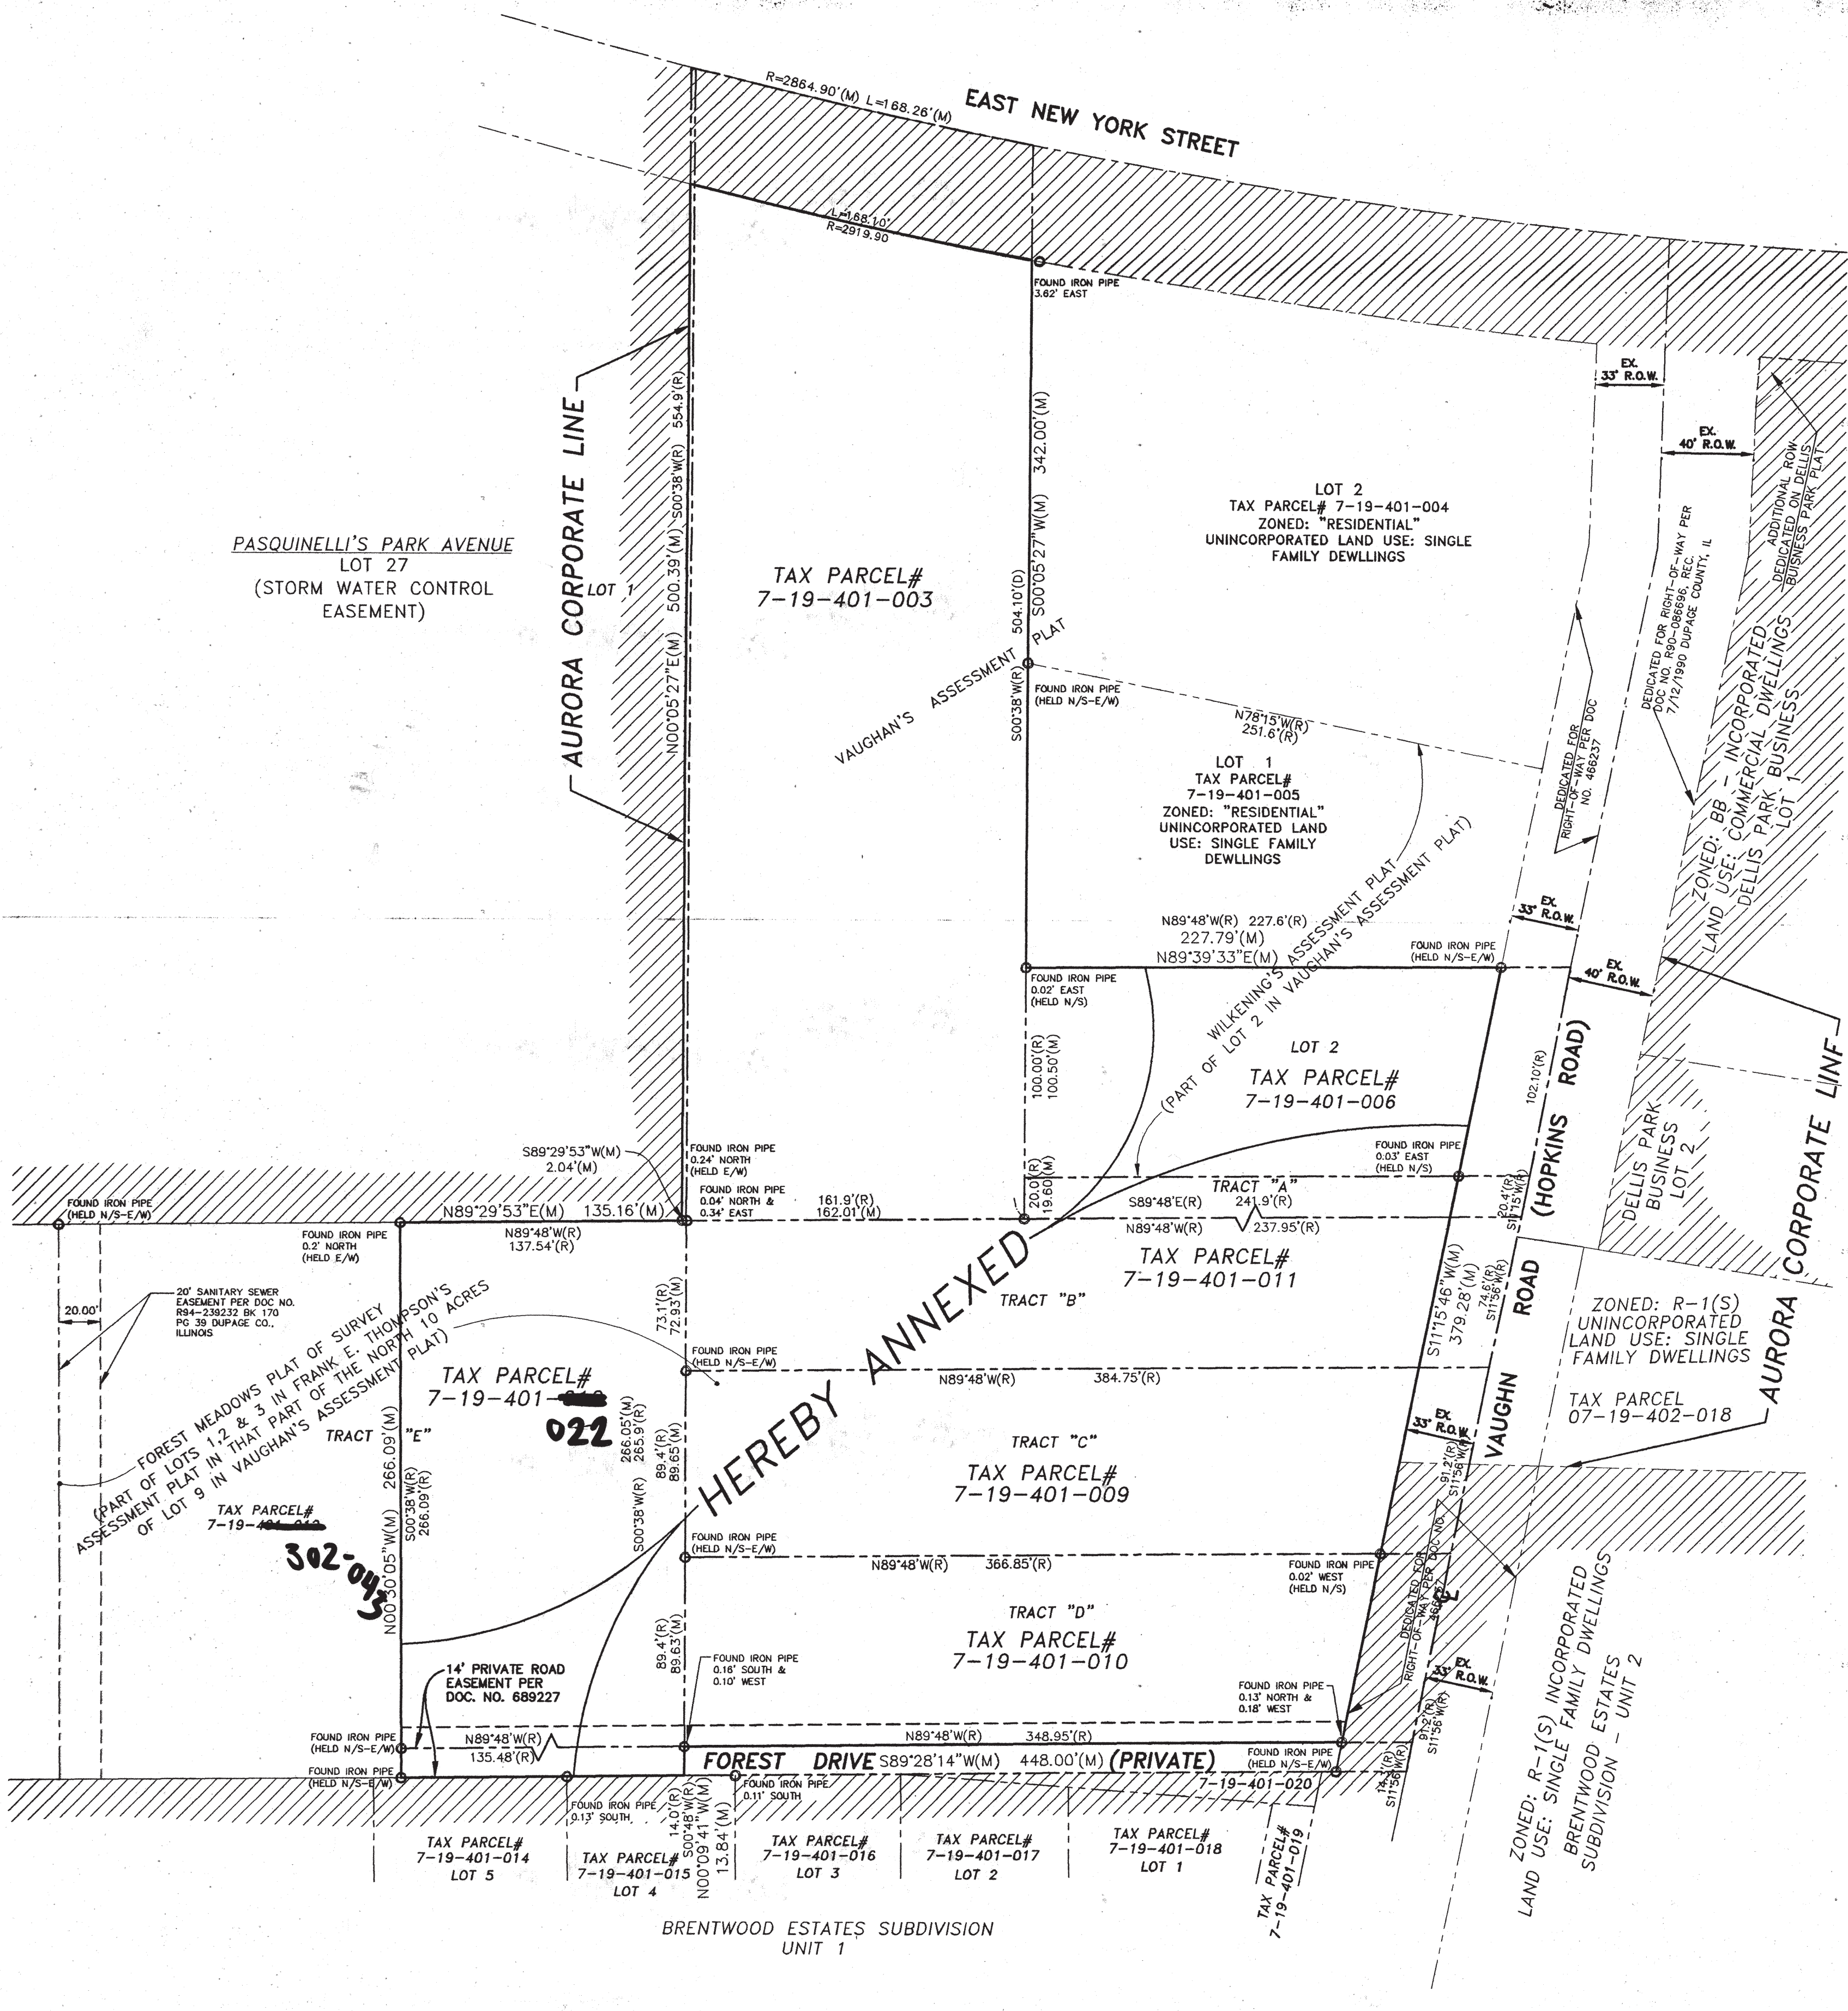 R=2864.90'(M) L=168.26'(M)
EAST NEW YORK STREET
L=168.10'
R=2919.90
FOUND IRON PIPE
3.62' EAST
EX.
33' R.O.W.
EX.
40' R.O.W.
ADDITIONAL ROW
DEDICATED ON DELLIS
BUISNESS PARK PLAT
AURORA CORPORATE LINE
N00°05'27"E(M) 500.39'(M) S00°38'W(R) 554.9'(R)
PASQUINELLI'S PARK AVENUE
LOT 27
(STORM WATER CONTROL
EASEMENT)
LOT 1
TAX PARCEL#
7-19-401-003
S00°05'27"W(M) 342.00'(M)
S00°38'W(R) 504.10'(D)
LOT 2
TAX PARCEL# 7-19-401-004
ZONED: "RESIDENTIAL"
UNINCORPORATED LAND USE: SINGLE
FAMILY DEWLLINGS
VAUGHAN'S ASSESSMENT PLAT
FOUND IRON PIPE
(HELD N/S-E/W)
N78°15'W(R)
251.6'(R)
LOT 1
TAX PARCEL#
7-19-401-005
ZONED: "RESIDENTIAL"
UNINCORPORATED LAND
USE: SINGLE FAMILY
DEWLLINGS
DEDICATED FOR
RIGHT-OF-WAY PER DOC
NO. 466237
DEDICATED FOR RIGHT-OF-WAY PER
DOC NO. R90-086696, REC.
7/12/1990 DUPAGE COUNTY, IL
ZONED: BB - INCORPORATED
LAND USE: COMMERCIAL DWELLINGS
DELLIS PARK BUSINESS
LOT 1
N89°48'W(R) 227.6'(R)
227.79'(M)
N89°39'33"E(M)
FOUND IRON PIPE
(HELD N/S-E/W)
EX.
33' R.O.W.
EX.
40' R.O.W.
FOUND IRON PIPE
0.02' EAST
(HELD N/S)
WILKENING'S ASSESSMENT PLAT
(PART OF LOT 2 IN VAUGHAN'S ASSESSMENT PLAT)
100.00'(R)
100.50'(M)
LOT 2
TAX PARCEL#
7-19-401-006
102.10'(R)
(HOPKINS ROAD)
DELLIS PARK
BUSINESS
LOT 2
AURORA CORPORATE LINE
S89°29'53"W(M)
2.04'(M)
FOUND IRON PIPE
0.24' NORTH
(HELD E/W)
FOUND IRON PIPE
0.04' NORTH &
0.34' EAST
161.9'(R)
162.01'(M)
20.0'(R)
19.60'(M)
FOUND IRON PIPE
0.03' EAST
(HELD N/S)
TRACT "A"
S89°48'E(R) 241.9'(R)
N89°48'W(R) 237.95'(R)
20.4'(R)
S11°15'W(R)
FOUND IRON PIPE
(HELD N/S-E/W)
N89°29'53"E(M) 135.16'(M)
N89°48'W(R)
137.54'(R)
FOUND IRON PIPE
0.2' NORTH
(HELD E/W)
TAX PARCEL#
7-19-401-011
TRACT "B"
HEREBY ANNEXED
20.00'
20' SANITARY SEWER
EASEMENT PER DOC NO.
R94-239232 BK 170
PG 39 DUPAGE CO.,
ILLINOIS
FOREST MEADOWS PLAT OF SURVEY
(PART OF LOTS 1,2 & 3 IN FRANK E. THOMPSON'S
ASSESSMENT PLAT IN THAT PART OF THE NORTH 10 ACRES
OF LOT 9 IN VAUGHAN'S ASSESSMENT PLAT)
73.1'(R)
72.93'(M)
S11°15'46"W(M)
379.28'(M)
74.6'(R)
S11°56'W(R)
VAUGHN ROAD
ZONED: R-1(S)
UNINCORPORATED
LAND USE: SINGLE
FAMILY DWELLINGS
TAX PARCEL
07-19-402-018
FOUND IRON PIPE
(HELD N/S-E/W)
N89°48'W(R) 384.75'(R)
TAX PARCEL#
7-19-401-
022
TRACT "E"
N00°30'05"W(M) 266.09'(M)
S00°38'W(R)
266.09'(R)
266.05'(M)
S00°38'W(R) 265.9'(R)
89.4'(R)
89.65'(M)
TRACT "C"
TAX PARCEL#
7-19-401-009
EX.
33' R.O.W.
91.2'(R)
S11°56'W(R)
TAX PARCEL#
7-19-
302-043
FOUND IRON PIPE
(HELD N/S-E/W)
N89°48'W(R) 366.85'(R)
FOUND IRON PIPE
0.02' WEST
(HELD N/S)
DEDICATED FOR
RIGHT-OF-WAY PER DOC NO.
466237
TRACT "D"
TAX PARCEL#
7-19-401-010
89.4'(R)
89.63'(M)
FOUND IRON PIPE
0.16' SOUTH &
0.10' WEST
14' PRIVATE ROAD
EASEMENT PER
DOC. NO. 689227
FOUND IRON PIPE
0.13' NORTH &
0.18' WEST
EX.
33' R.O.W.
91.2'(R)
S11°56'W(R)
ZONED: R-1(S) INCORPORATED
LAND USE: SINGLE FAMILY DWELLINGS
BRENTWOOD ESTATES
SUBDIVISION - UNIT 2
FOUND IRON PIPE
(HELD N/S-E/W)
N89°48'W(R)
135.48'(R)
N89°48'W(R) 348.95'(R)
FOREST DRIVE S89°28'14"W(M) 448.00'(M) (PRIVATE)
FOUND IRON PIPE
(HELD N/S-E/W)
S11°56'W(R)
FOUND IRON PIPE
(HELD N/S-E/W)
FOUND IRON PIPE
0.13' SOUTH
FOUND IRON PIPE
0.11' SOUTH
7-19-401-020
14.0'(R)
S00°48'W(R)
N00°09'41"W(M)
13.84'(M)
TAX PARCEL#
7-19-401-014
LOT 5
TAX PARCEL#
7-19-401-015
LOT 4
TAX PARCEL#
7-19-401-016
LOT 3
TAX PARCEL#
7-19-401-017
LOT 2
TAX PARCEL#
7-19-401-018
LOT 1
TAX PARCEL#
7-19-401-019
BRENTWOOD ESTATES SUBDIVISION
UNIT 1